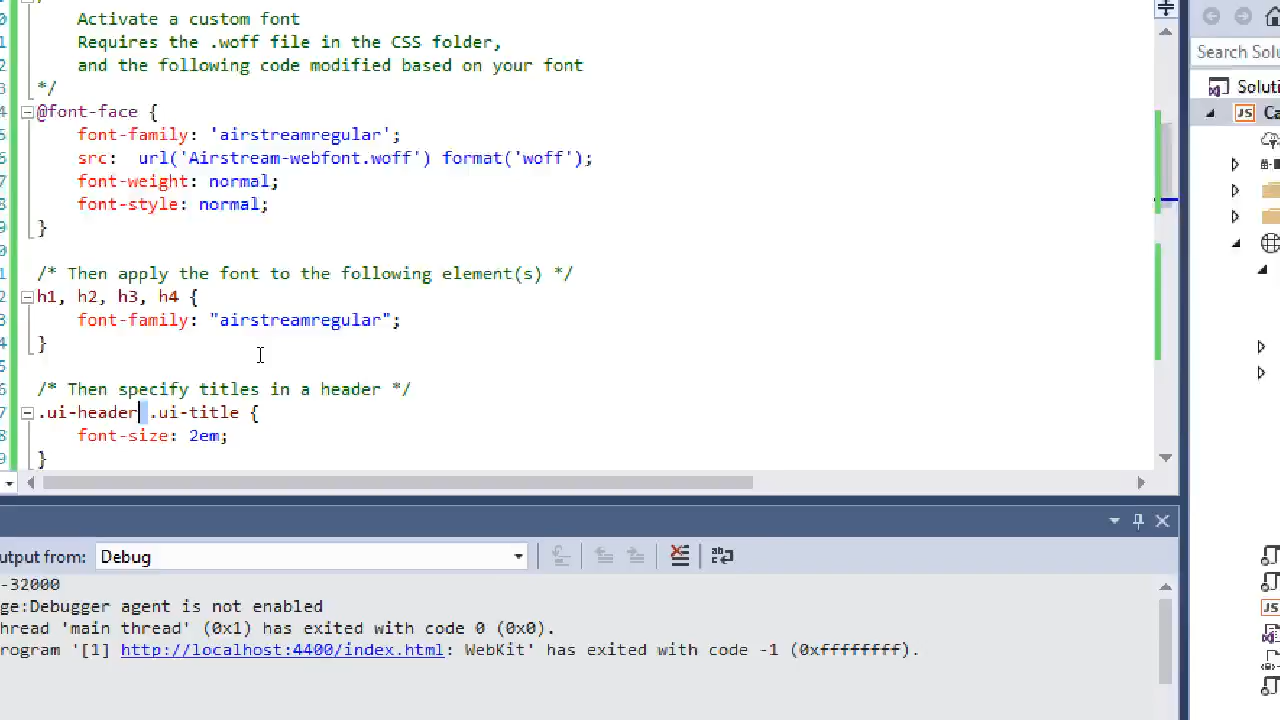 Activate a custom font
Requires the .woff file in the CSS folder,
and the following code modified based on your font
*/
@font-face {
font-family: 'airstreamregular';
src:  url('Airstream-webfont.woff') format('woff');
font-weight: normal;
font-style: normal;
}
/* Then apply the font to the following element(s) */
h1, h2, h3, h4 {
font-family: "airstreamregular";
}
/* Then specify titles in a header */
.ui-header .ui-title {
font-size: 2em;
}
Search Solu
Soluti
JS Ca
utput from: Debug
-32000
ge:Debugger agent is not enabled
hread 'main thread' (0x1) has exited with code 0 (0x0).
rogram '[1] http://localhost:4400/index.html: WebKit' has exited with code -1 (0xffffffff).
JS